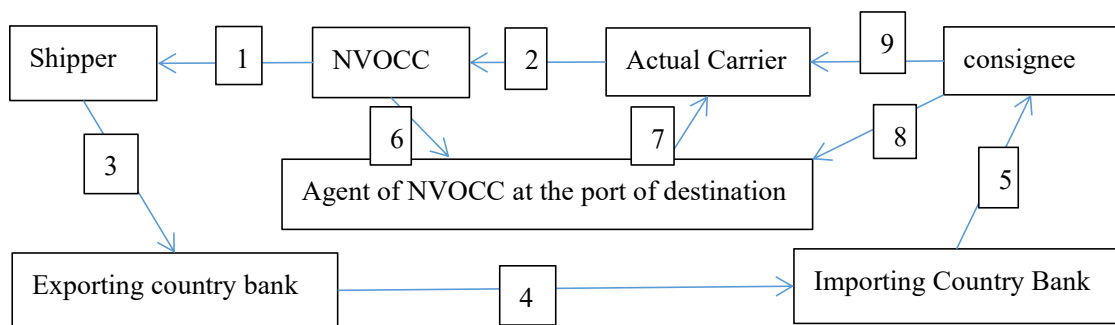 Shipper
1
NVOCC
2
Actual Carrier
9
consignee
3
6
7
8
5
Agent of NVOCC at the port of destination
Exporting country bank
4
Importing Country Bank